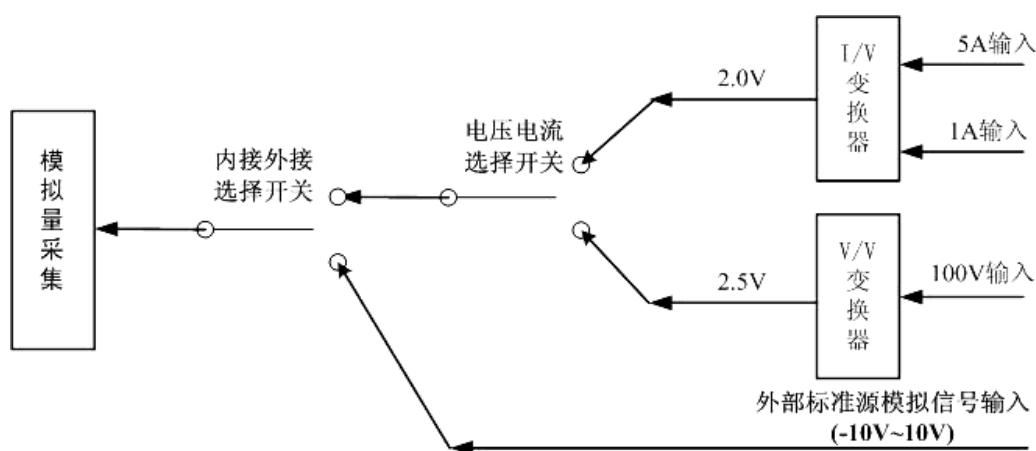 模拟量采集
内接外接
选择开关
电压电流
选择开关
2.0V
I/V变换器
5A输入
1A输入
2.5V
V/V变换器
100V输入
外部标准源模拟信号输入
(-10V~10V)